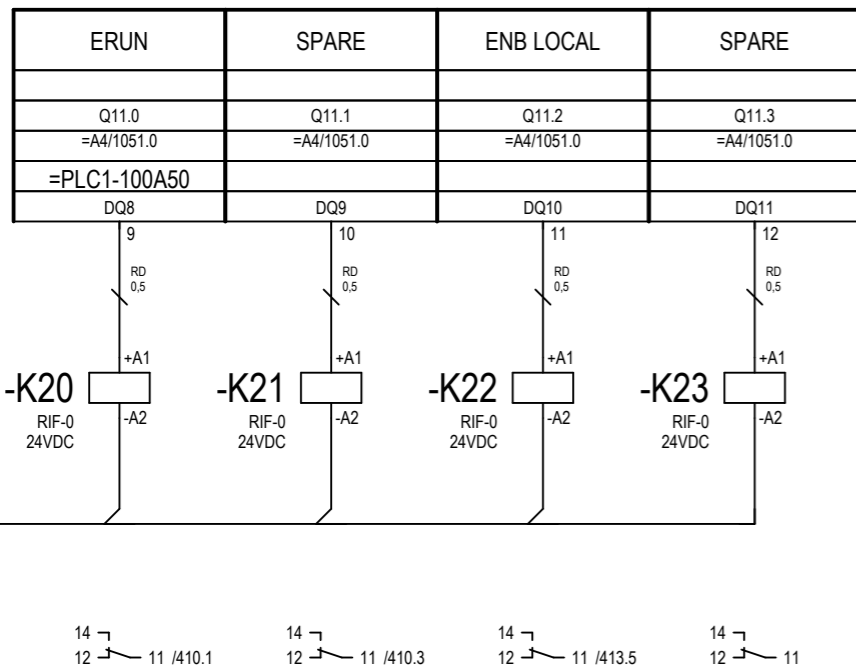 ERUN SPARE ENB LOCAL SPARE
Q11.0 Q11.1 Q11.2 Q11.3
=A4/1051.0 =A4/1051.0 =A4/1051.0 =A4/1051.0
=PLC1-100A50
DQ8 DQ9 DQ10 DQ11
9 10 11 12
RD RD RD RD
0,5 0,5 0,5 0,5
+A1 +A1 +A1 +A1
-K20 -K21 -K22 -K23
-A2 -A2 -A2 -A2
RIF-0 RIF-0 RIF-0 RIF-0
24VDC 24VDC 24VDC 24VDC
14 14 14 14
12 11 /410.1 12 11 /410.3 12 11 /413.5 12 11